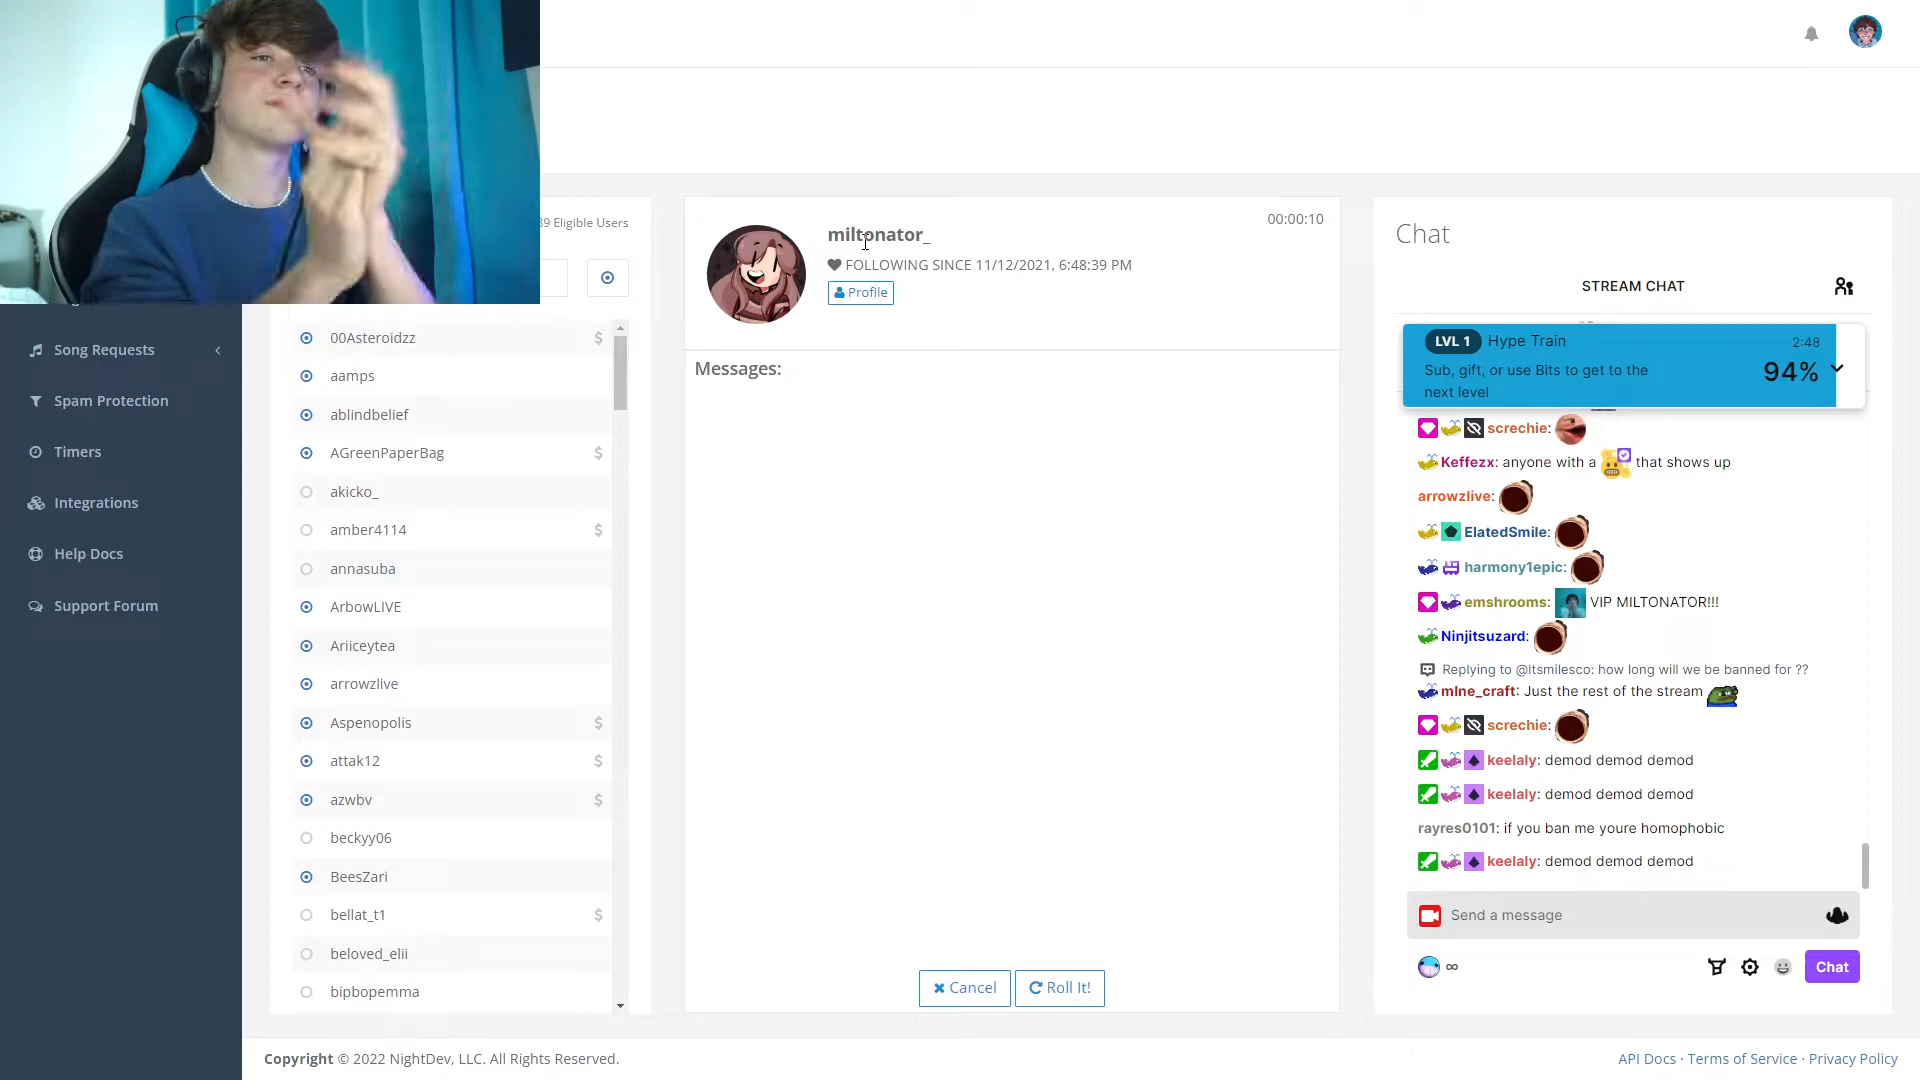 Song Requests
Spam Protection
Timers
Integrations
Help Docs
Support Forum
39 Eligible Users
00Asteroidzz $
aamps
ablindbelief
AGreenPaperBag $
akicko_
amber4114 $
annasuba
ArbowLIVE
Ariiceytea
arrowzlive
Aspenopolis $
attak12 $
azwbv $
beckyy06
BeesZari
bellat_t1 $
beloved_elii
bipbopemma
00:00:10
miltonator_
FOLLOWING SINCE 11/12/2021, 6:48:39 PM
Profile
Messages:
Cancel
Roll It!
Chat
STREAM CHAT
LVL 1 Hype Train 2:48
Sub, gift, or use Bits to get to the
next level
94%
screchie:
Keffezx: anyone with a that shows up
arrowzlive:
ElatedSmile:
harmony1epic:
emshrooms: VIP MILTONATOR!!!
Ninjitsuzard:
Replying to @Itsmilesco: how long will we be banned for ??
mIne_craft: Just the rest of the stream
screchie:
keelaly: demod demod demod
keelaly: demod demod demod
rayres0101: if you ban me youre homophobic
keelaly: demod demod demod
Send a message
∞
Chat
Copyright © 2022 NightDev, LLC. All Rights Reserved.
API Docs · Terms of Service · Privacy Policy